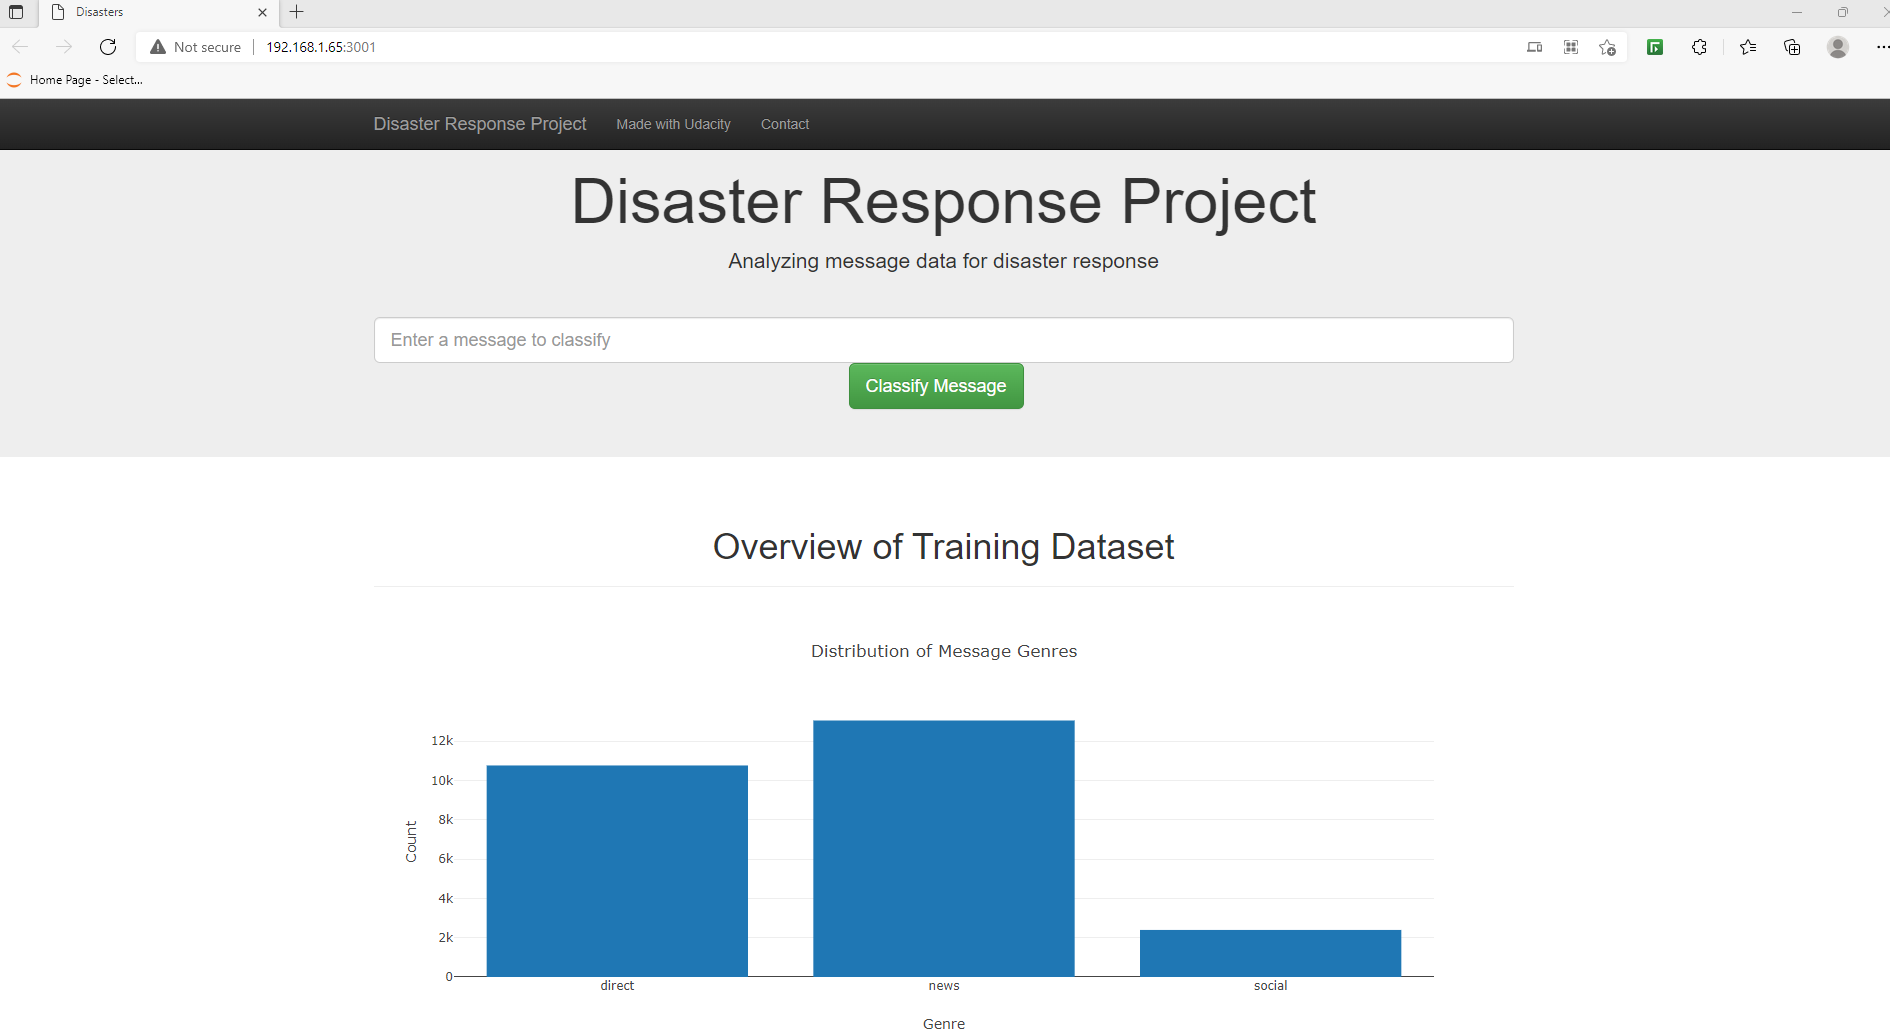 Disasters
Not secure 192.168.1.65:3001
Home Page - Select...
Disaster Response Project Made with Udacity Contact
Disaster Response Project
Analyzing message data for disaster response
Enter a message to classify
Classify Message
Overview of Training Dataset
Distribution of Message Genres
12k
10k
8k
6k
4k
2k
0
Count
direct news social
Genre